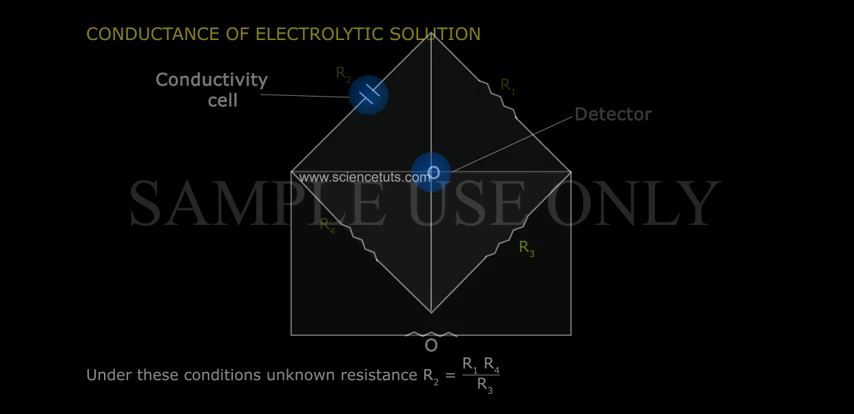 CONDUCTANCE OF ELECTROLYTIC SOLUTION
R2
Conductivity
cell
R1
Detector
O
www.sciencetuts.com
SAMPLE USE ONLY
R4
R3
O
Under these conditions unknown resistance R2 = R1 R4 / R3